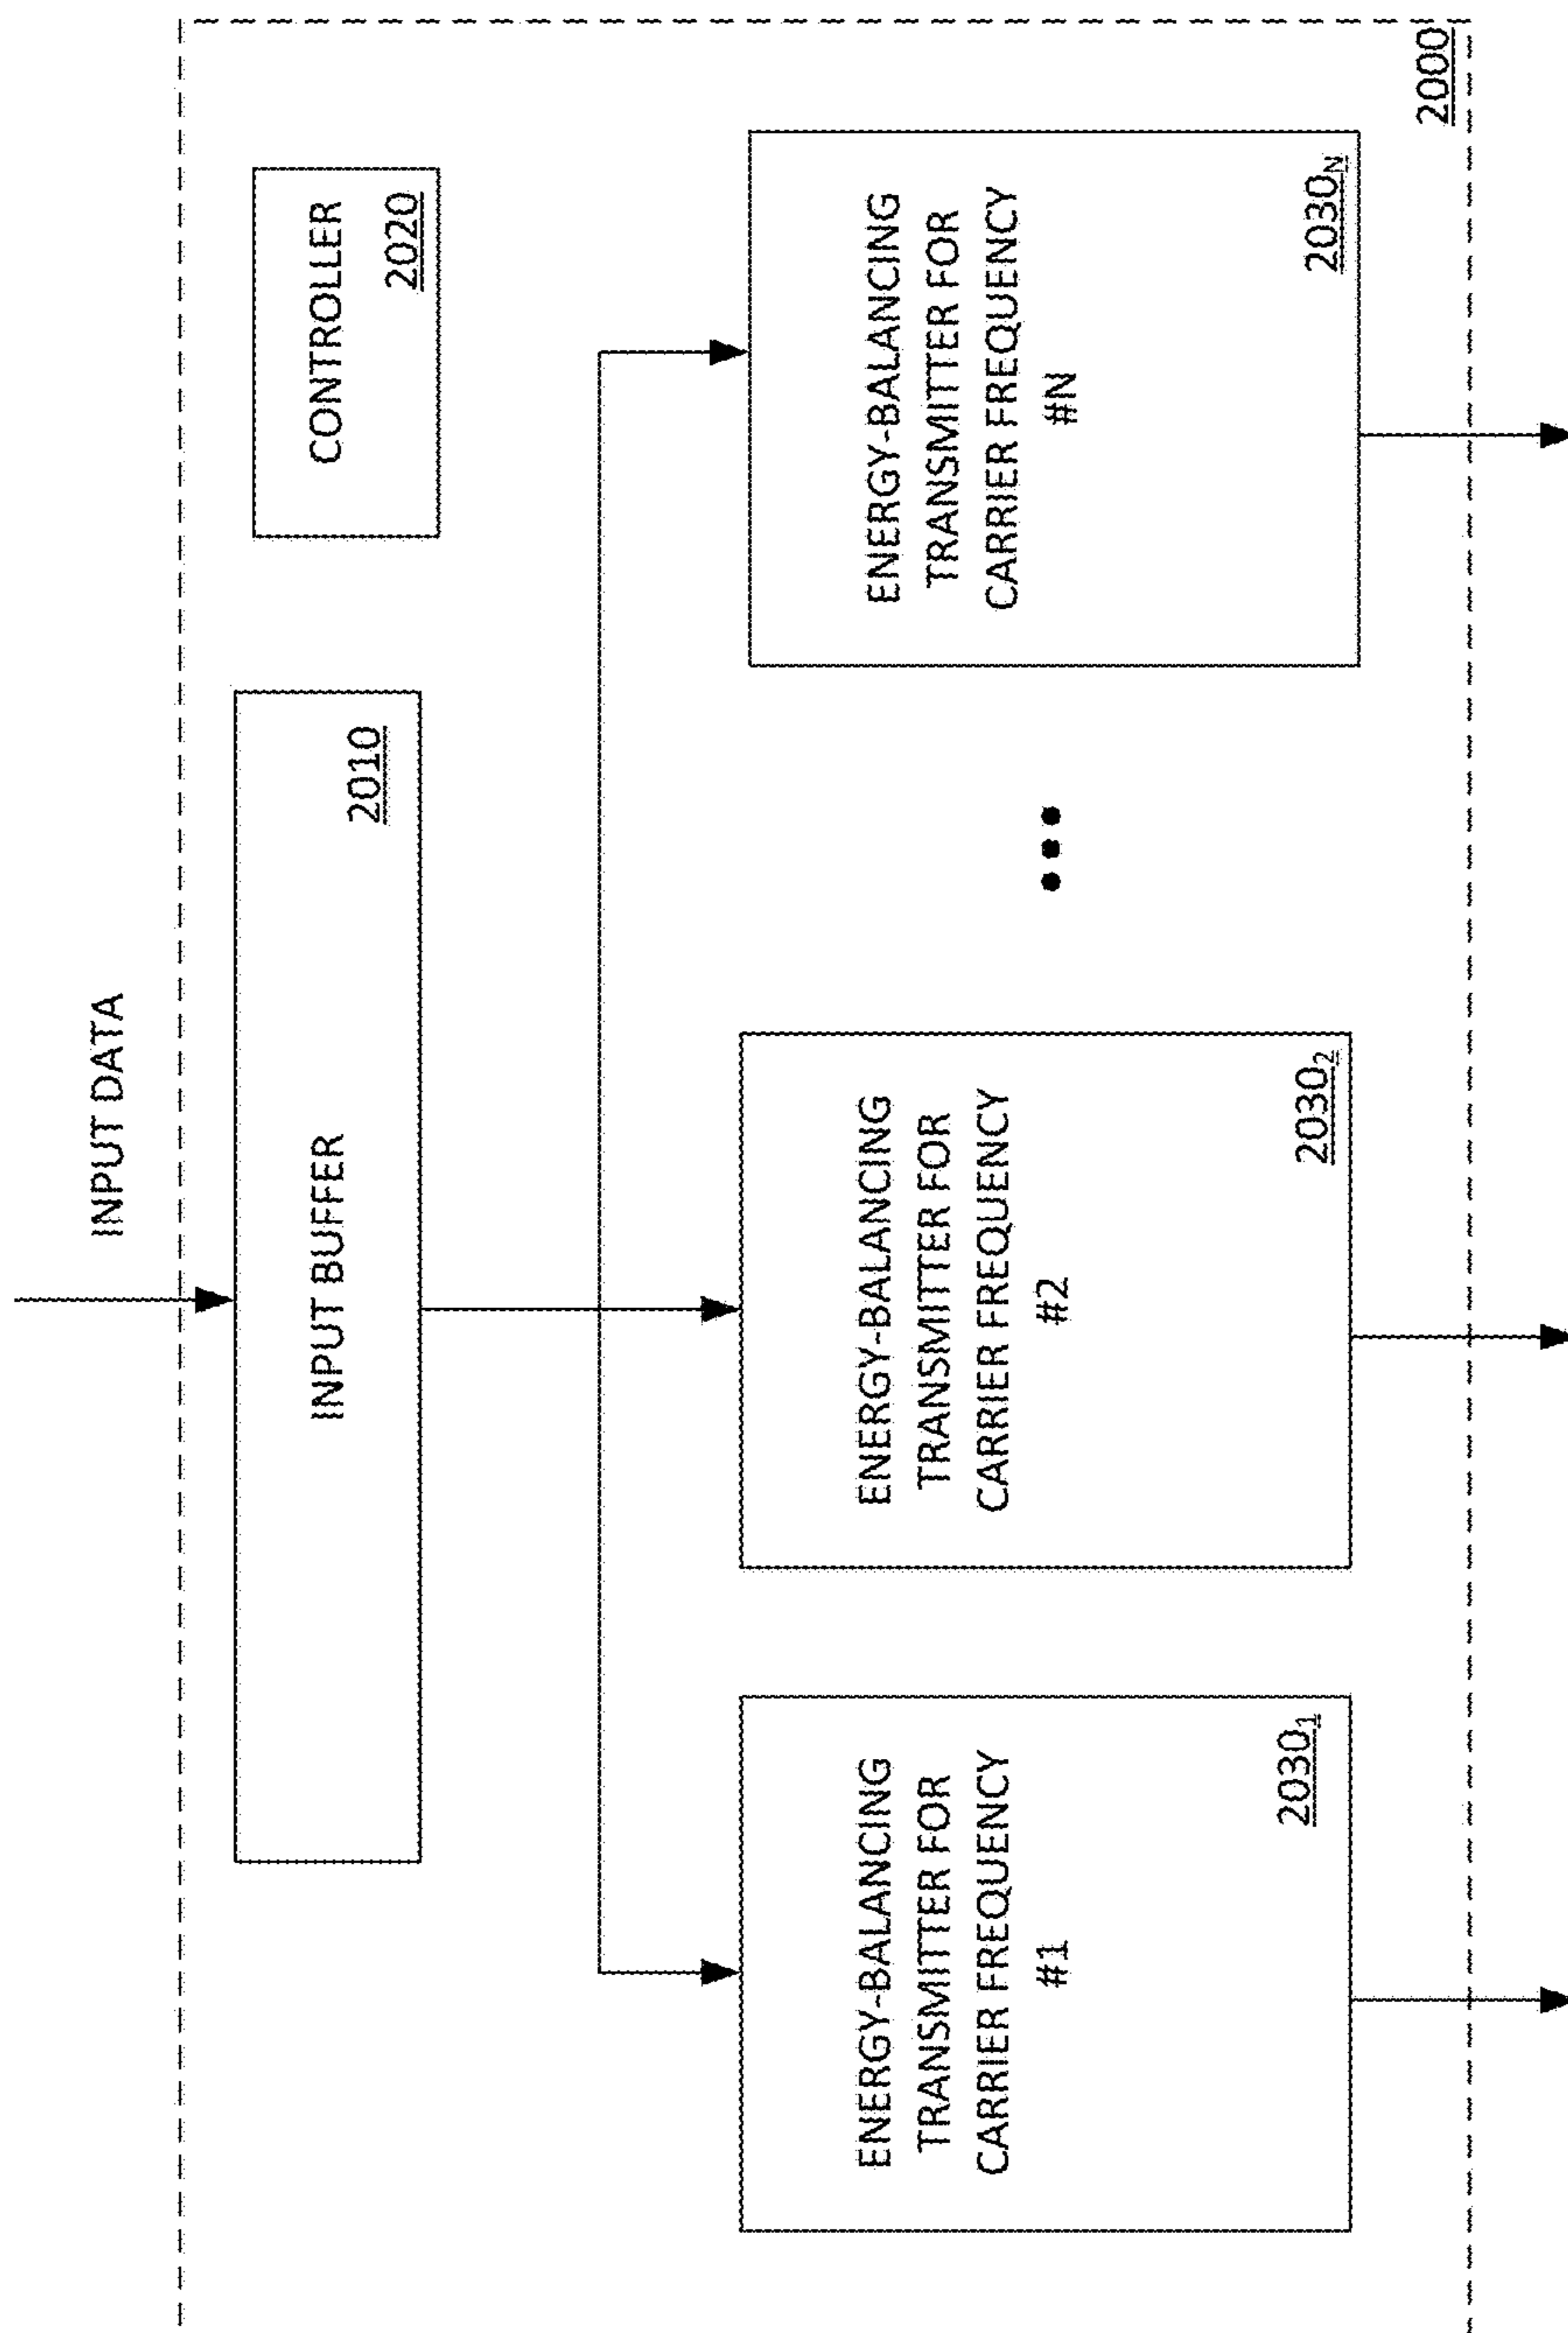 INPUT DATA
INPUT BUFFER
2010
CONTROLLER
2020
ENERGY-BALANCING
TRANSMITTER FOR
CARRIER FREQUENCY
#1
2030₁
ENERGY-BALANCING
TRANSMITTER FOR
CARRIER FREQUENCY
#2
2030₂
ENERGY-BALANCING
TRANSMITTER FOR
CARRIER FREQUENCY
#N
2030N
2000